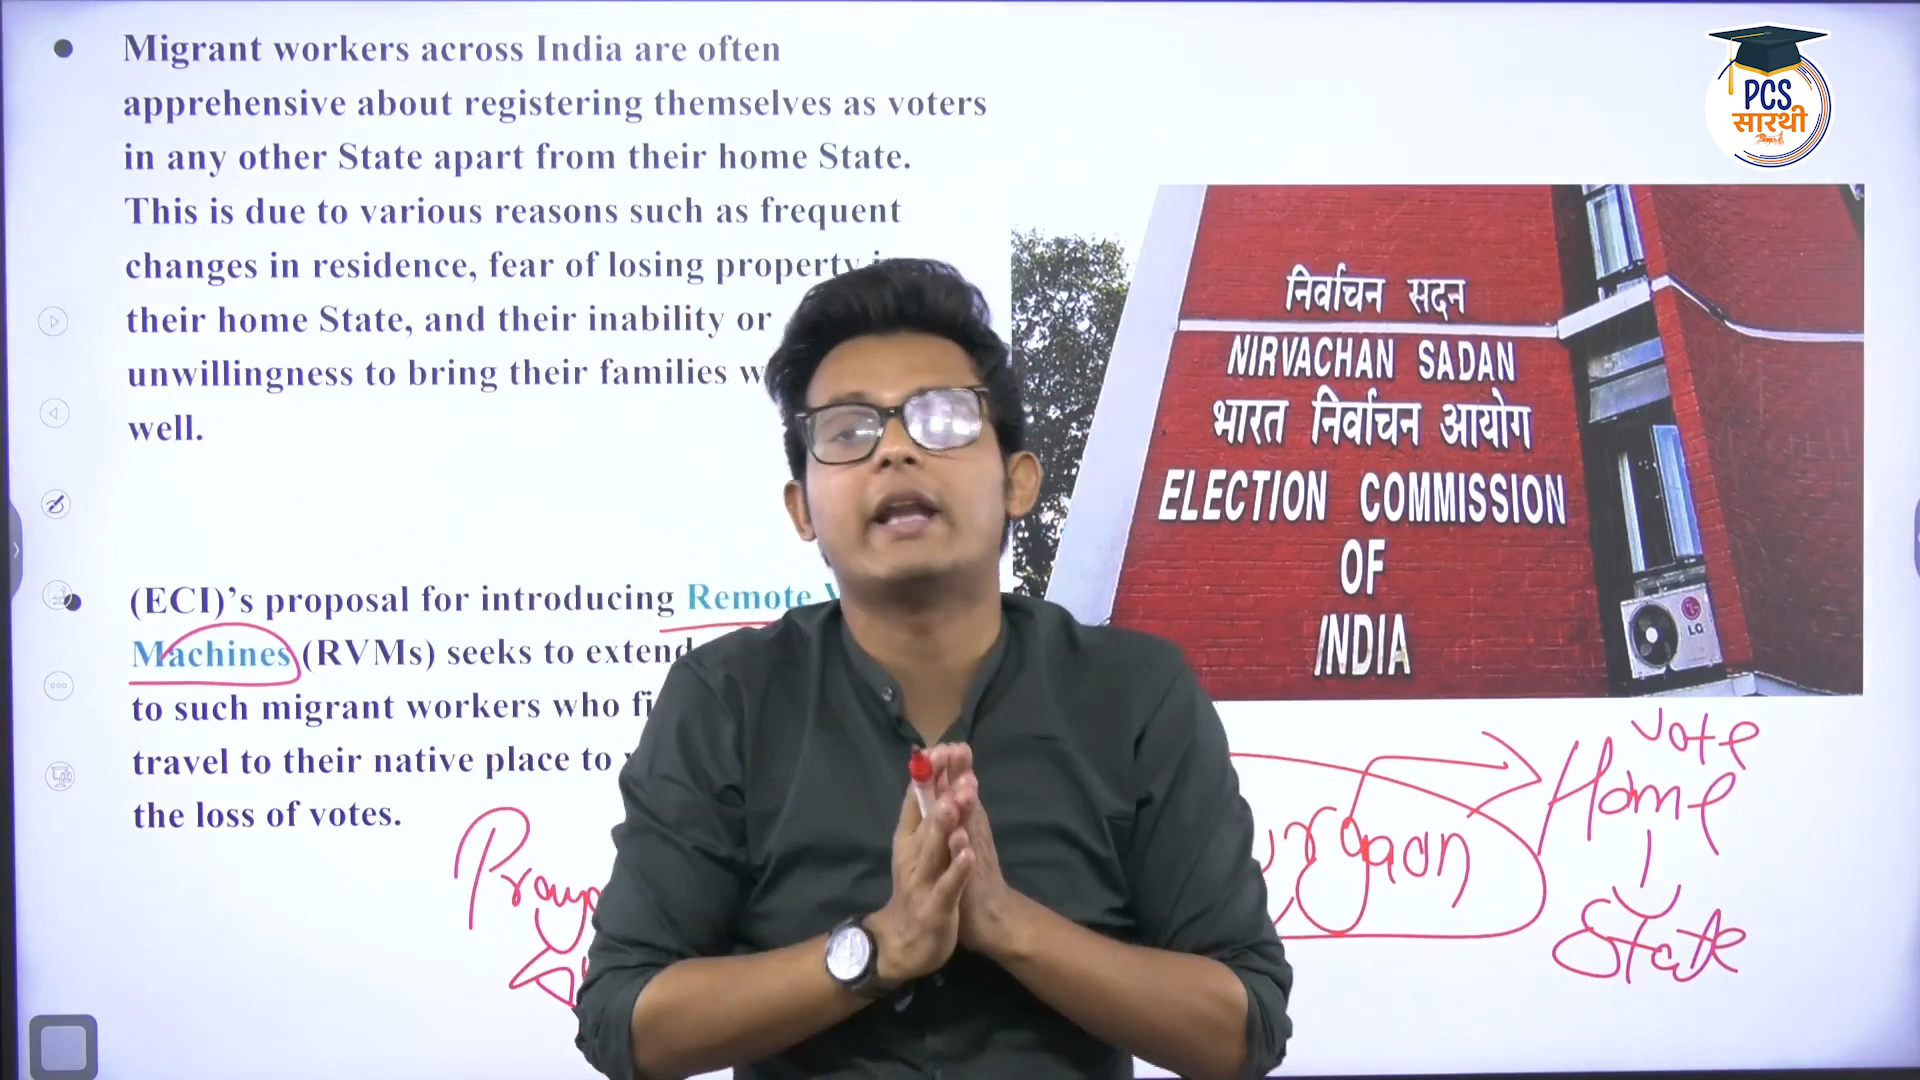 Migrant workers across India are often
apprehensive about registering themselves as voters
in any other State apart from their home State.
This is due to various reasons such as frequent
changes in residence, fear of losing property
their home State, and their inability or
unwillingness to bring their families
well.
(ECI)’s proposal for introducing Remote
Machines (RVMs) seeks to extend
to such migrant workers who
travel to their native place to
the loss of votes.
PCS
सारथी
निर्वाचन सदन
NIRVACHAN SADAN
भारत निर्वाचन आयोग
ELECTION COMMISSION
OF
INDIA
LG
vote
Home
State